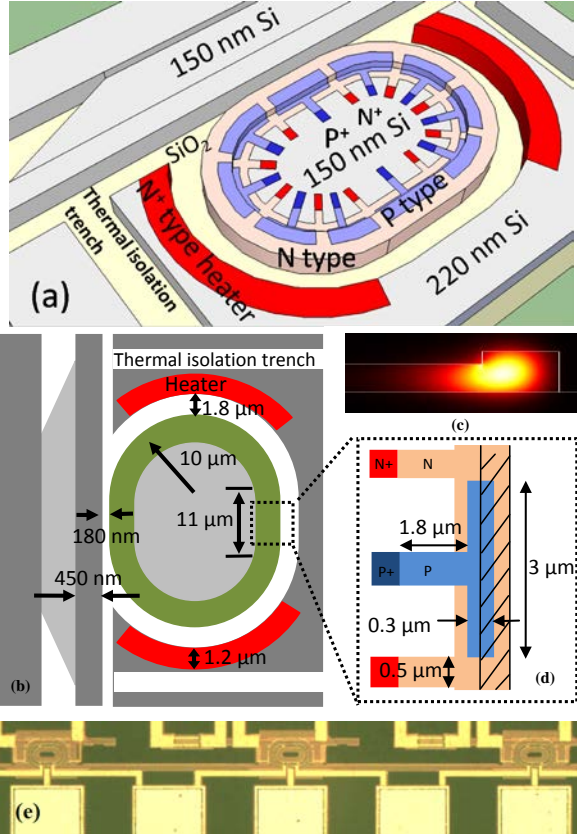 150 nm Si
SiO₂
P⁺
N⁺
150 nm Si
P type
N type
N⁺ type heater
Thermal isolation
trench
220 nm Si
(a)
Thermal isolation trench
Heater
1.8 μm
10 μm
11 μm
180 nm
450 nm
1.2 μm
(b)
(c)
N+
N
1.8 μm
P+
P
3 μm
0.3 μm
0.5 μm
(d)
(e)